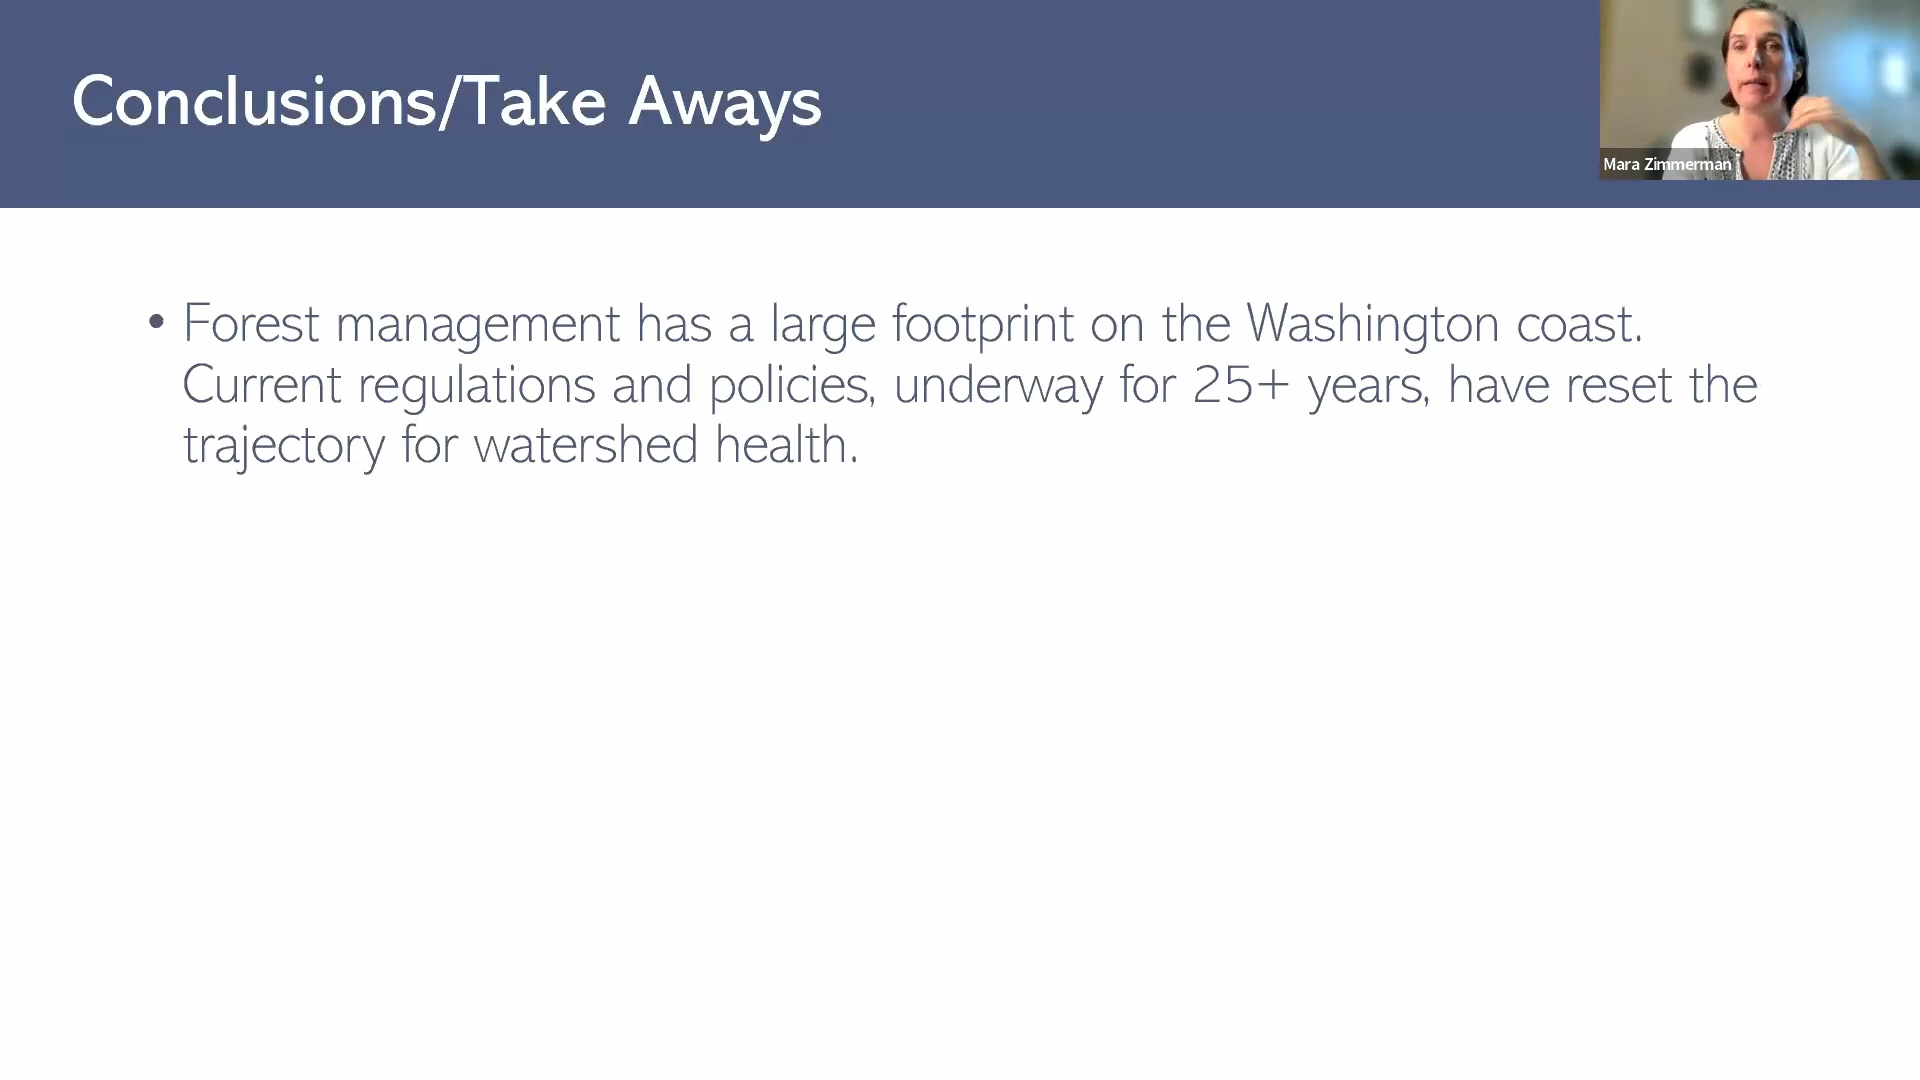 Conclusions/Take Aways
Mara Zimmerman
• Forest management has a large footprint on the Washington coast.
Current regulations and policies, underway for 25+ years, have reset the
trajectory for watershed health.